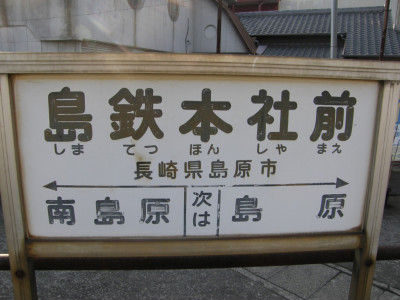 島鉄本社前
しま てつ ほん しゃ まえ
長崎県島原市
南島原 次は 島原